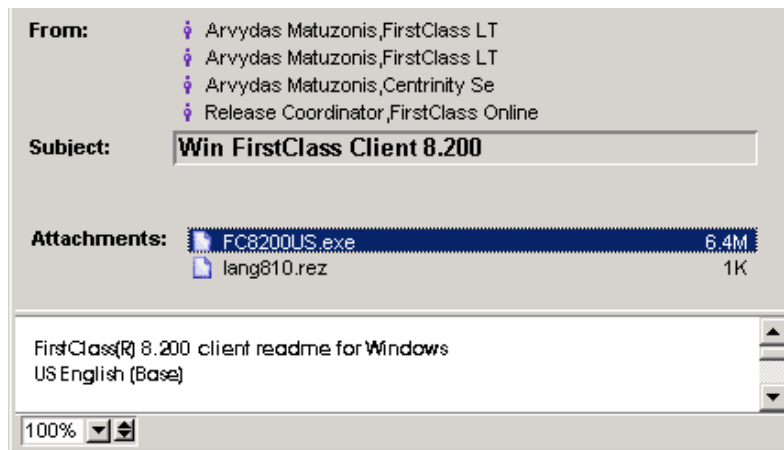 From: Arvydas Matuzonis,FirstClass LT
Arvydas Matuzonis,FirstClass LT
Arvydas Matuzonis,Centrinity Se
Release Coordinator,FirstClass Online
Subject: Win FirstClass Client 8.200
Attachments: FC8200US.exe 6.4M
lang810.rez 1K
FirstClass(R) 8.200 client readme for Windows
US English (Base)
100%